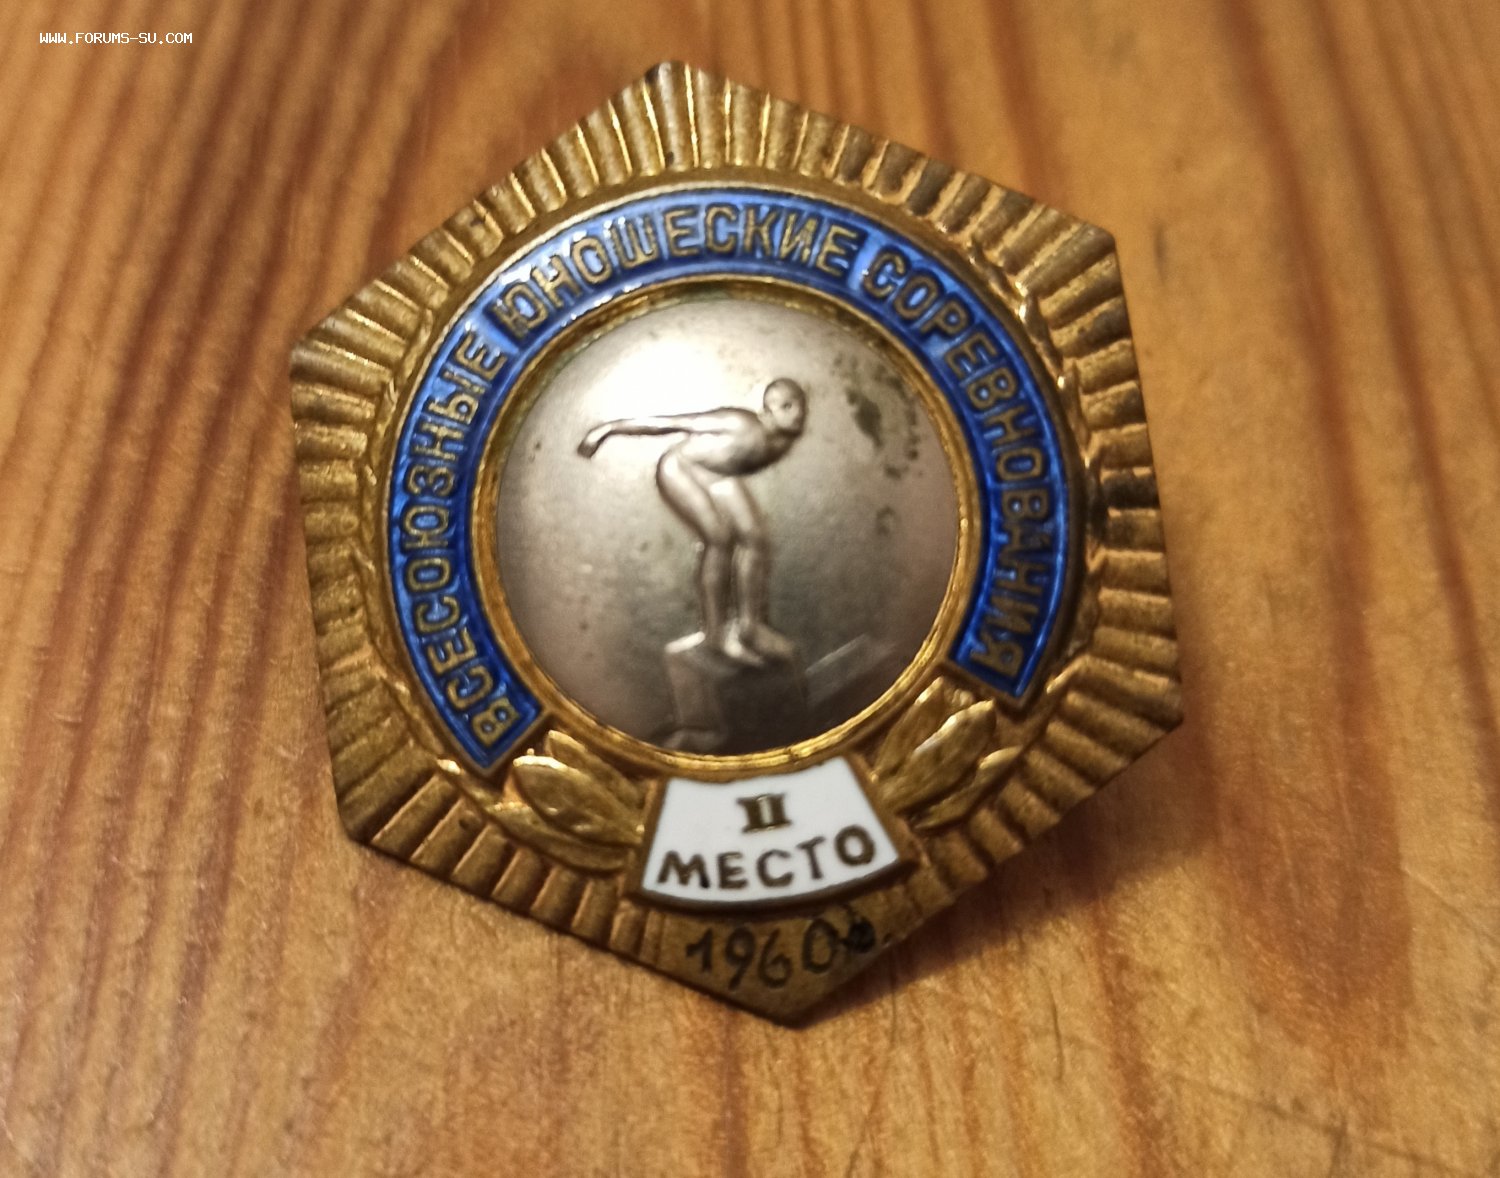 WWW.FORUMS-SU.COM
ВСЕСОЮЗНЫЕ ЮНОШЕСКИЕ СОРЕВНОВАНИЯ
II
МЕСТО
1960г.